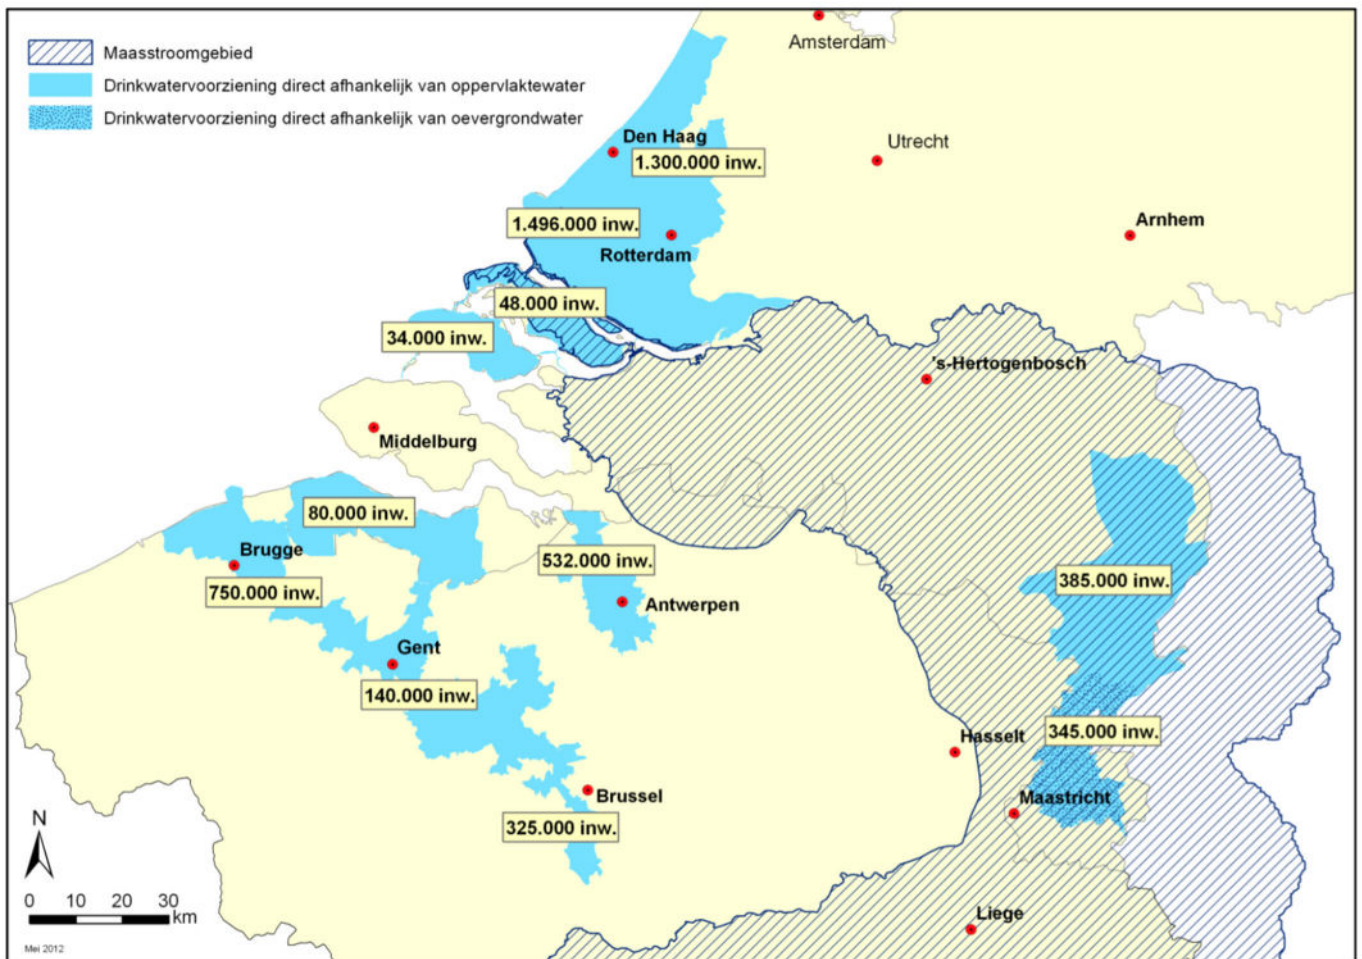 Maasstroomgebied
Drinkwatervoorziening direct afhankelijk van oppervlaktewater
Drinkwatervoorziening direct afhankelijk van oevergrondwater
Amsterdam
Den Haag
1.300.000 inw.
Utrecht
1.496.000 inw.
Rotterdam
Arnhem
48.000 inw.
34.000 inw.
's-Hertogenbosch
Middelburg
80.000 inw.
Brugge
750.000 inw.
532.000 inw.
Antwerpen
385.000 inw.
Gent
140.000 inw.
Hasselt
345.000 inw.
Brussel
Maastricht
325.000 inw.
Liege
N
0 10 20 30
km
Mei 2012